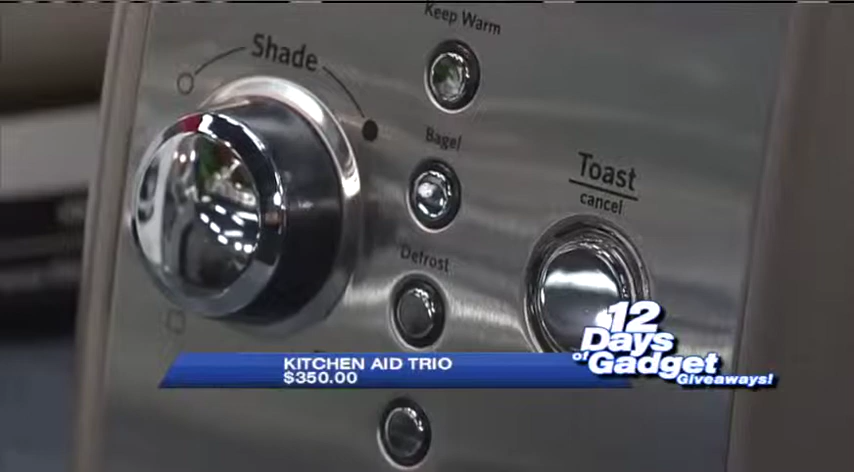 Keep Warm
Shade
Bagel
Toast
cancel
Defrost
12
Days
of Gadget
Giveaways!
KITCHEN AID TRIO
$350.00